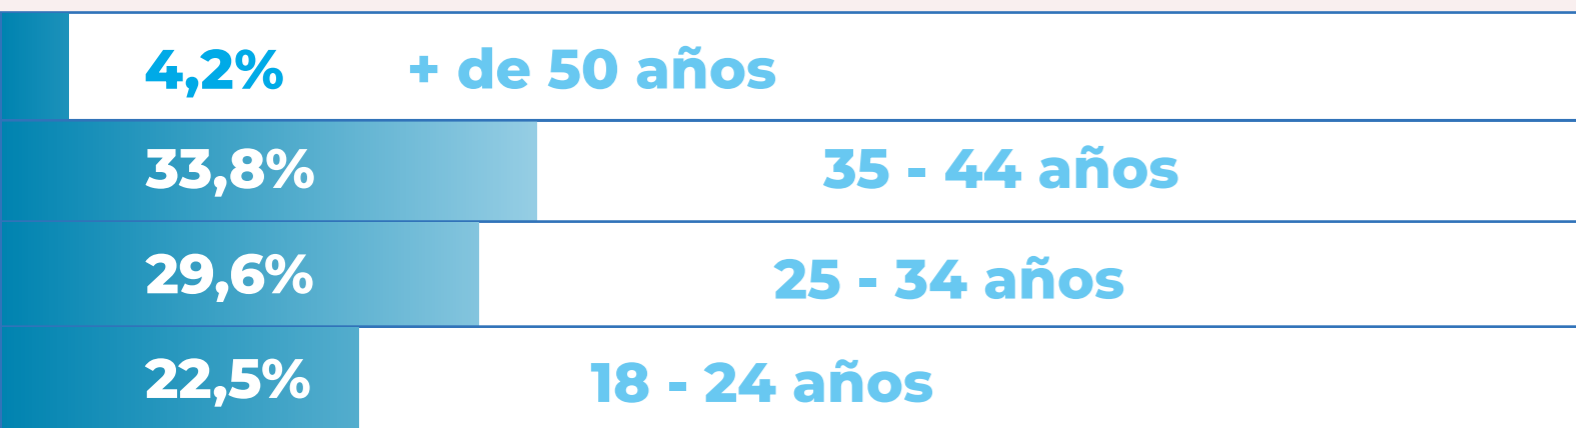 4,2% + de 50 años
33,8% 35 - 44 años
29,6% 25 - 34 años
22,5% 18 - 24 años